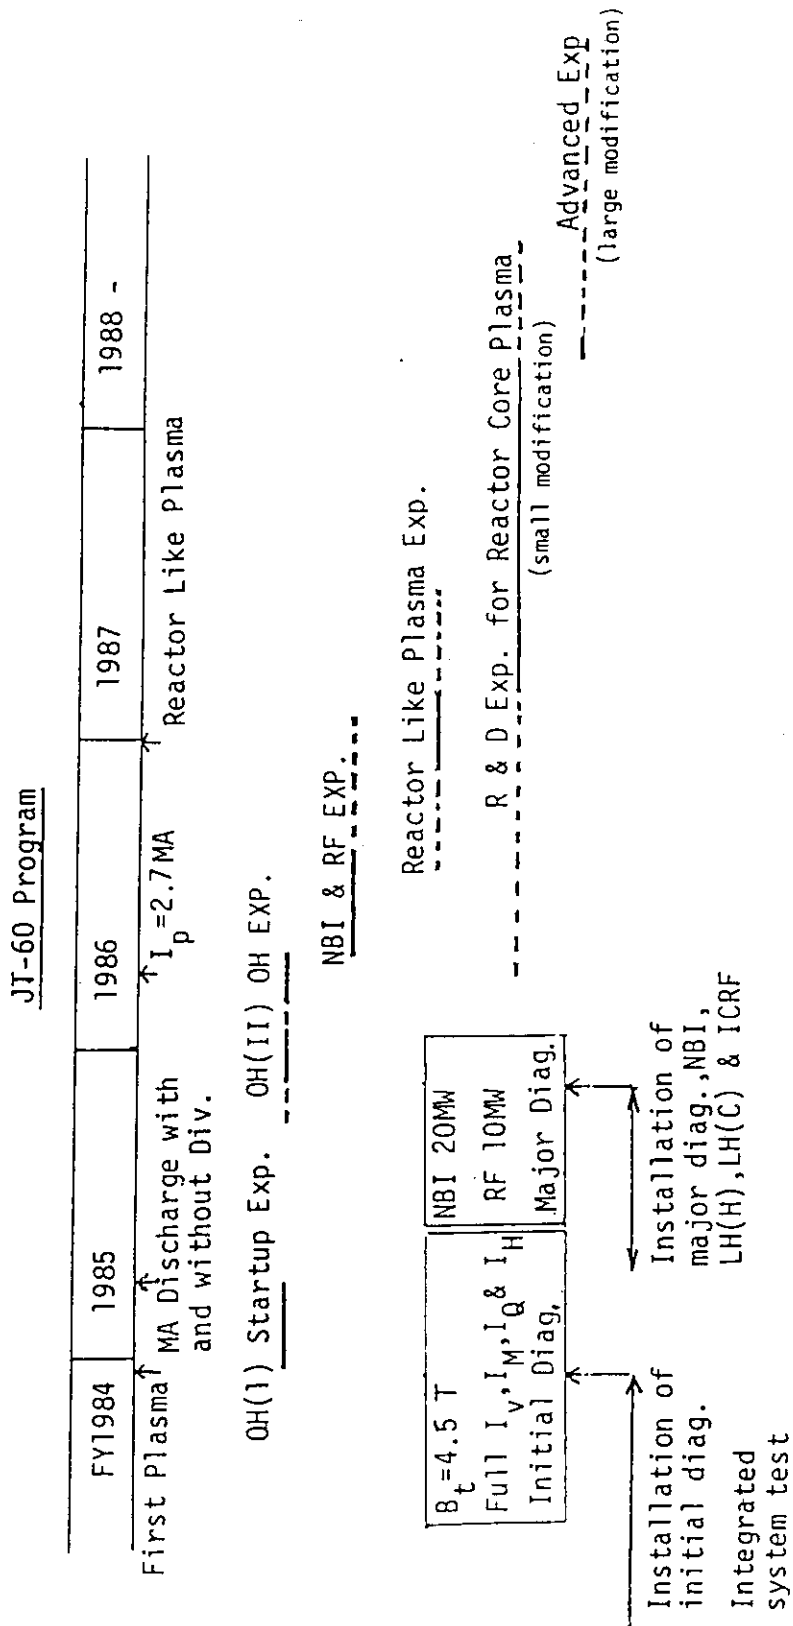 JT-60 Program
FY1984 1985 1986 1987 1988 -
First Plasma
MA Discharge with
and without Div.
I_p=2.7MA
Reactor Like Plasma
OH(1) Startup Exp.
OH(II) OH EXP.
NBI & RF EXP.
Reactor Like Plasma Exp.
R & D Exp. for Reactor Core Plasma
(small modification)
Advanced Exp
(large modification)
B_t=4.5 T
Full I_V,I_M,I_Q& I_H
Initial Diag,
NBI 20MW
RF 10MW
Major Diag.
Installation of
initial diag.
Integrated
system test
Installation of
major diag.,NBI,
LH(H),LH(C) & ICRF